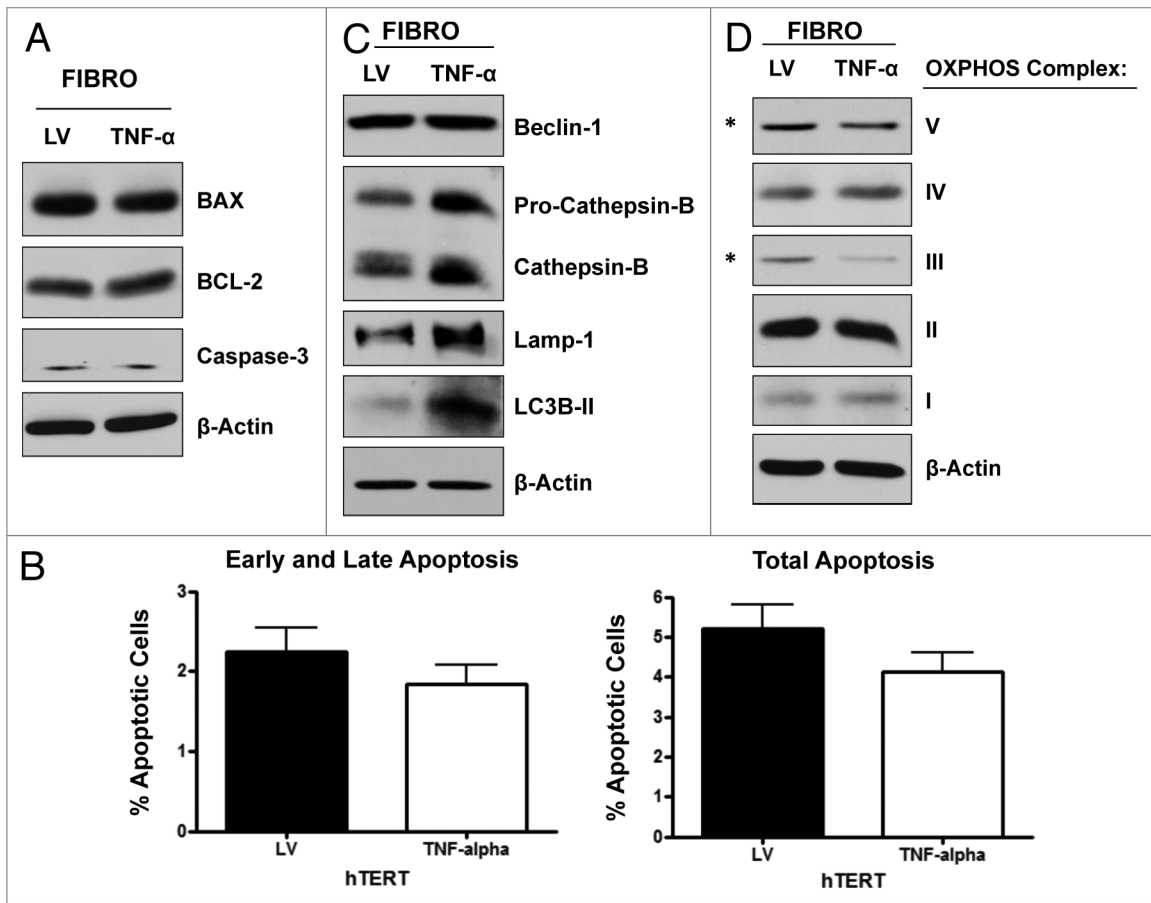 A
FIBRO
LV TNF-α
BAX
BCL-2
Caspase-3
β-Actin
C
FIBRO
LV TNF-α
Beclin-1
Pro-Cathepsin-B
Cathepsin-B
Lamp-1
LC3B-II
β-Actin
D
FIBRO
LV TNF-α OXPHOS Complex:
* V
IV
* III
II
I
β-Actin
B
Early and Late Apoptosis
% Apoptotic Cells
3
2
1
0
LV TNF-alpha
hTERT
Total Apoptosis
% Apoptotic Cells
6
5
4
3
2
1
0
LV TNF-alpha
hTERT